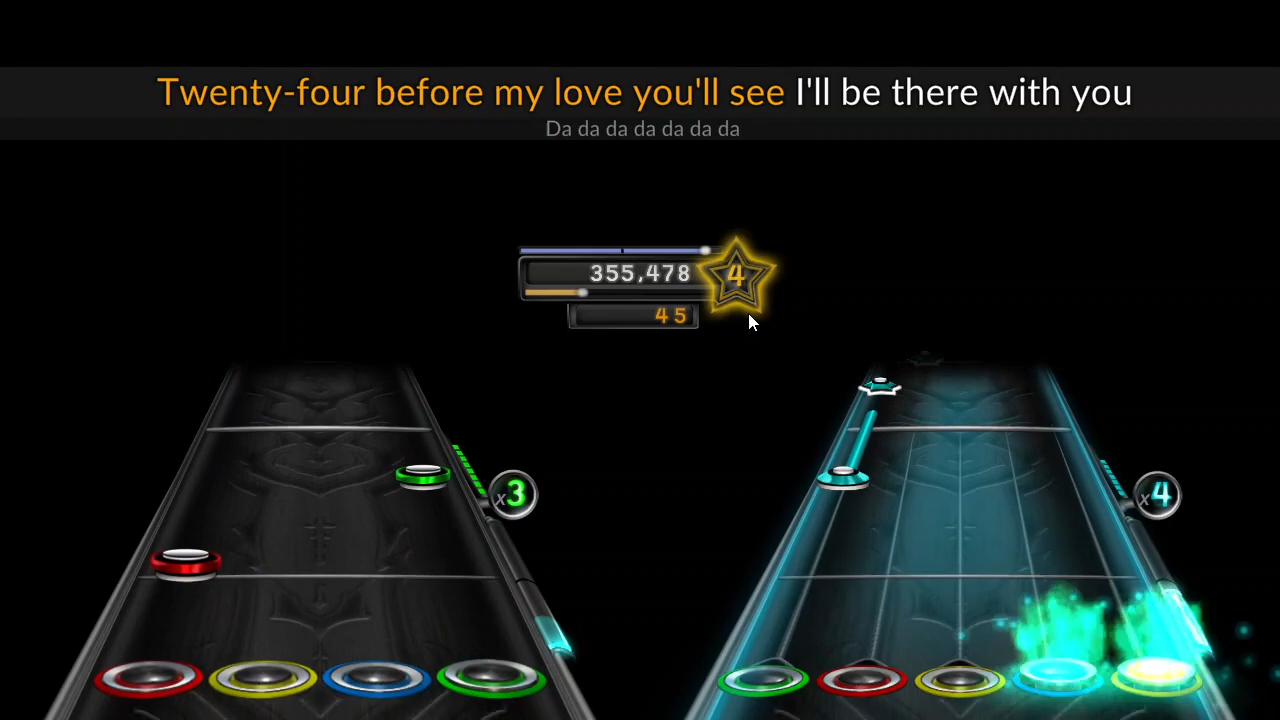 Twenty-four before my love you'll see I'll be there with you
Da da da da da da da
355,478
4
45
x3
x4